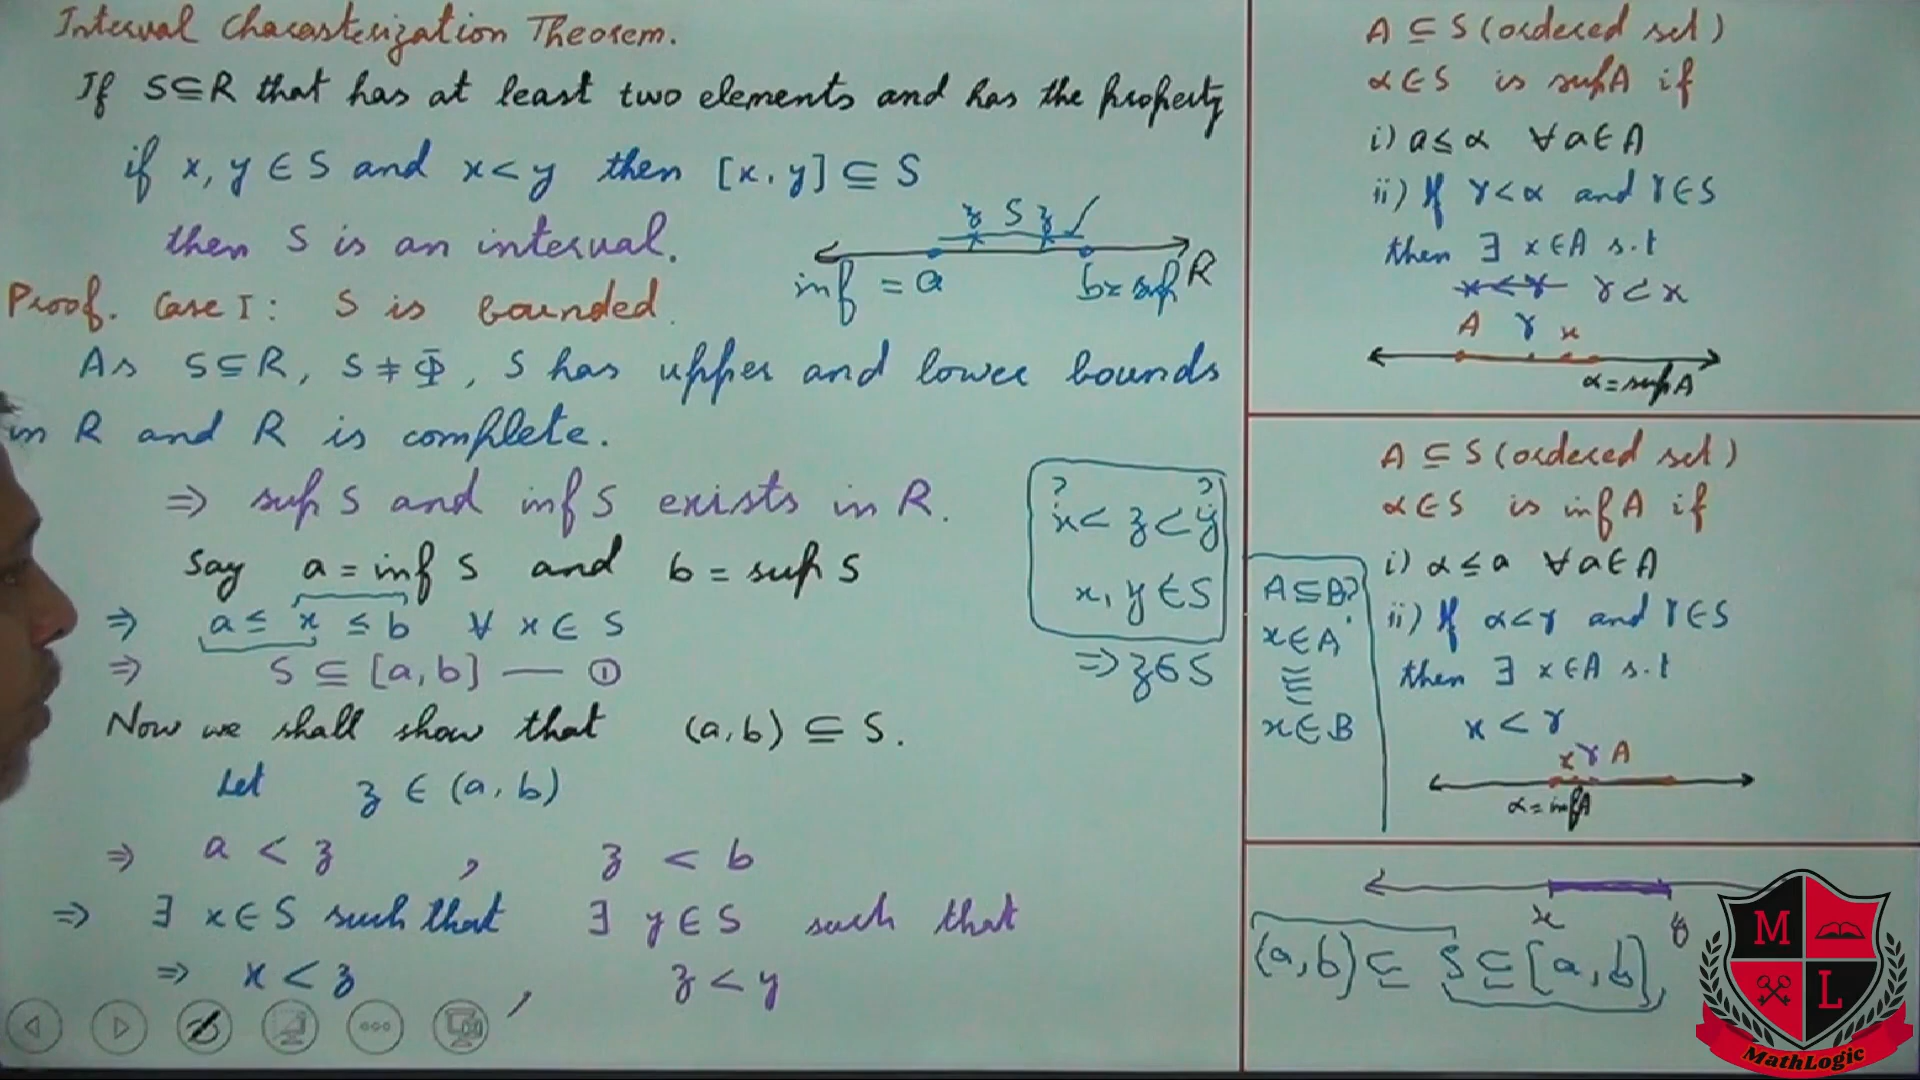 Interval Characterization Theorem.
If S⊆R that has at least two elements and has the property
if x, y ∈ S and x < y then [x, y] ⊆ S
then S is an interval.
z S z
inf = a
b = sup R
Proof. Case I : S is bounded.
As S⊆R, S ≠ Φ, S has upper and lower bounds
in R and R is complete.
⇒ sup S and inf S exists in R.
Say a = inf S and b = sup S
⇒ a ≤ x ≤ b ∀ x ∈ S
⇒ S ⊆ [a, b] — ①
Now we shall show that (a, b) ⊆ S.
Let z ∈ (a, b)
⇒ a < z , z < b
⇒ ∃ x ∈ S such that ∃ y ∈ S such that
⇒ x < z , z < y
? ?
x < z < y
x, y ∈ S
⇒ z ∈ S
A ⊆ S (ordered set)
α ∈ S is sup A if
i) a ≤ α ∀ a ∈ A
ii) If γ < α and γ ∈ S
then ∃ x ∈ A s.t
x < γ γ < x
A γ x
α = sup A
A ⊆ S (ordered set)
α ∈ S is inf A if
i) α ≤ a ∀ a ∈ A
ii) If α < γ and γ ∈ S
then ∃ x ∈ A s.t
x < γ
x γ A
α = inf A
A ⊆ B?
x ∈ A
x ∈ B
x
(a, b) ⊆ S ⊆ [a, b]
M
L
MathLogic